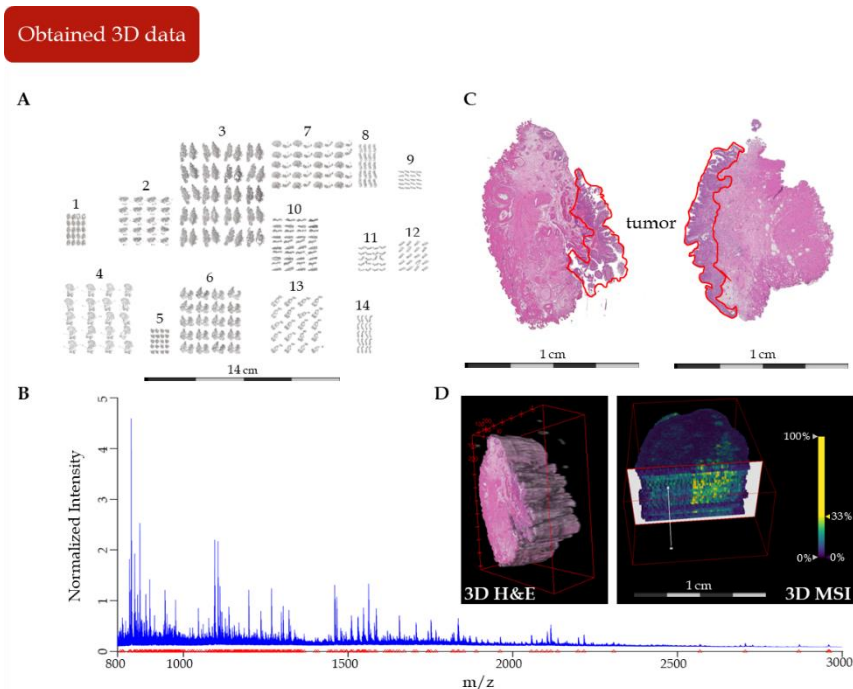 Obtained 3D data
A
1
2
3
4
5
6
7
8
9
10
11
12
13
14
14 cm
C
tumor
1 cm
1 cm
B
Normalized Intensity
5
4
3
2
1
0
800
1000
1500
2000
2500
3000
m/z
D
3D H&E
100%
33%
0%
0%
1 cm
3D MSI